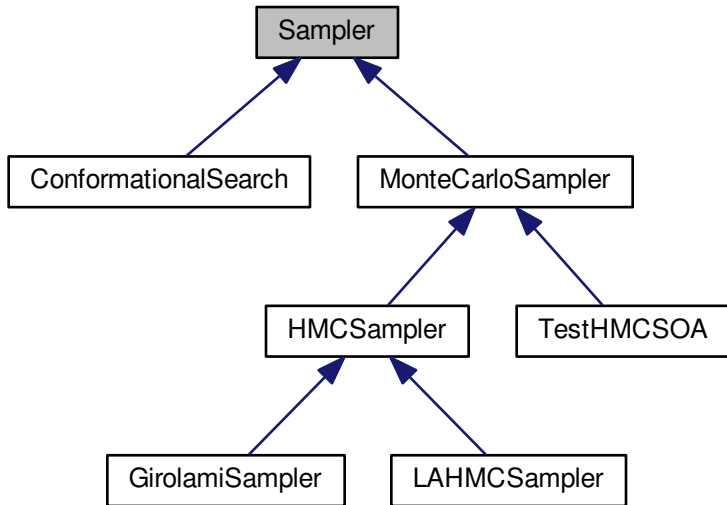 Sampler
ConformationalSearch
MonteCarloSampler
HMCSampler
TestHMCSOA
GirolamiSampler
LAHMCSampler